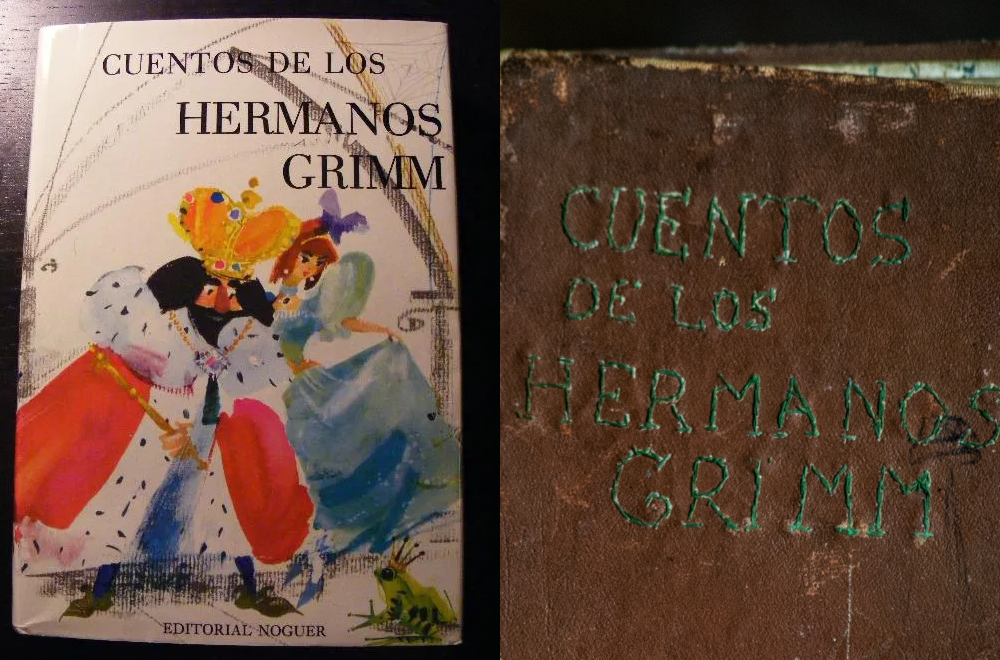 CUENTOS DE LOS
HERMANOS
GRIMM
EDITORIAL NOGUER
CUENTOS
DE LOS
HERMANOS
GRIMM